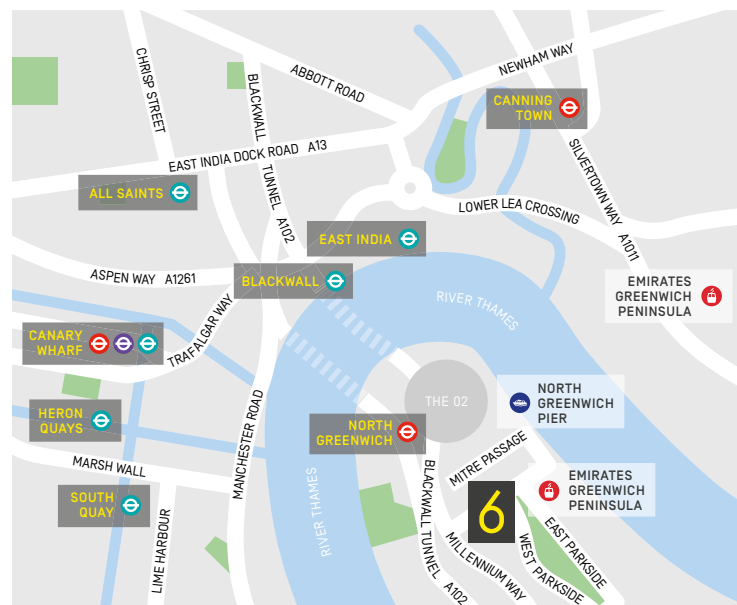 CHRISP STREET
ABBOTT ROAD
NEWHAM WAY
BLACKWALL
TUNNEL A102
CANNING
TOWN
EAST INDIA DOCK ROAD A13
SILVERTOWN WAY A1011
ALL SAINTS
LOWER LEA CROSSING
EAST INDIA
ASPEN WAY A1261
BLACKWALL
EMIRATES
GREENWICH
PENINSULA
RIVER THAMES
CANARY
WHARF
TRAFALGAR WAY
THE 02
NORTH
GREENWICH
PIER
HERON
QUAYS
NORTH
GREENWICH
MANCHESTER ROAD
MARSH WALL
MITRE PASSAGE
EMIRATES
GREENWICH
PENINSULA
SOUTH
QUAY
RIVER THAMES
BLACKWALL TUNNEL A102
6
LIME HARBOUR
MILLENNIUM WAY
WEST PARKSIDE
EAST PARKSIDE